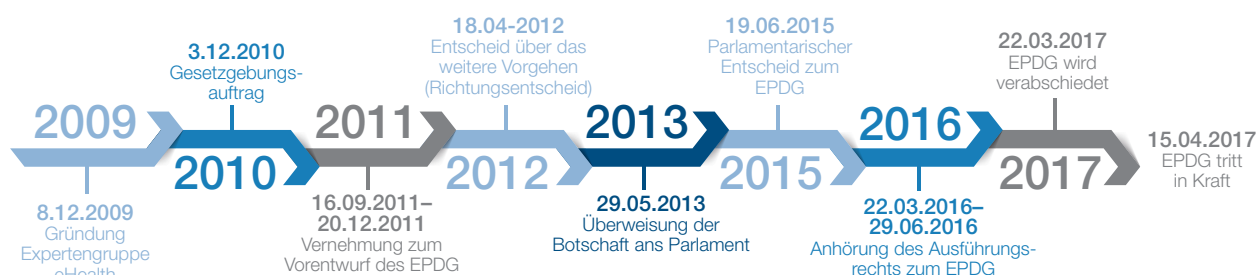 2009
8.12.2009
Gründung
Expertengruppe
eHealth
3.12.2010
Gesetzgebungs-
auftrag
2010
2011
16.09.2011–
20.12.2011
Vernehmung zum
Vorentwurf des EPDG
18.04-2012
Entscheid über das
weitere Vorgehen
(Richtungsentscheid)
2012
2013
29.05.2013
Überweisung der
Botschaft ans Parlament
19.06.2015
Parlamentarischer
Entscheid zum
EPDG
2015
2016
22.03.2016–
29.06.2016
Anhörung des Ausführungs-
rechts zum EPDG
22.03.2017
EPDG wird
verabschiedet
2017
15.04.2017
EPDG tritt
in Kraft